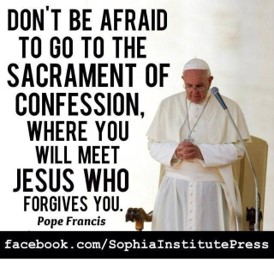 DON'T BE AFRAID
TO GO TO THE
SACRAMENT OF
CONFESSION,
WHERE YOU
WILL MEET
JESUS WHO
FORGIVES YOU.
Pope Francis
facebook.com/SophiaInstitutePress